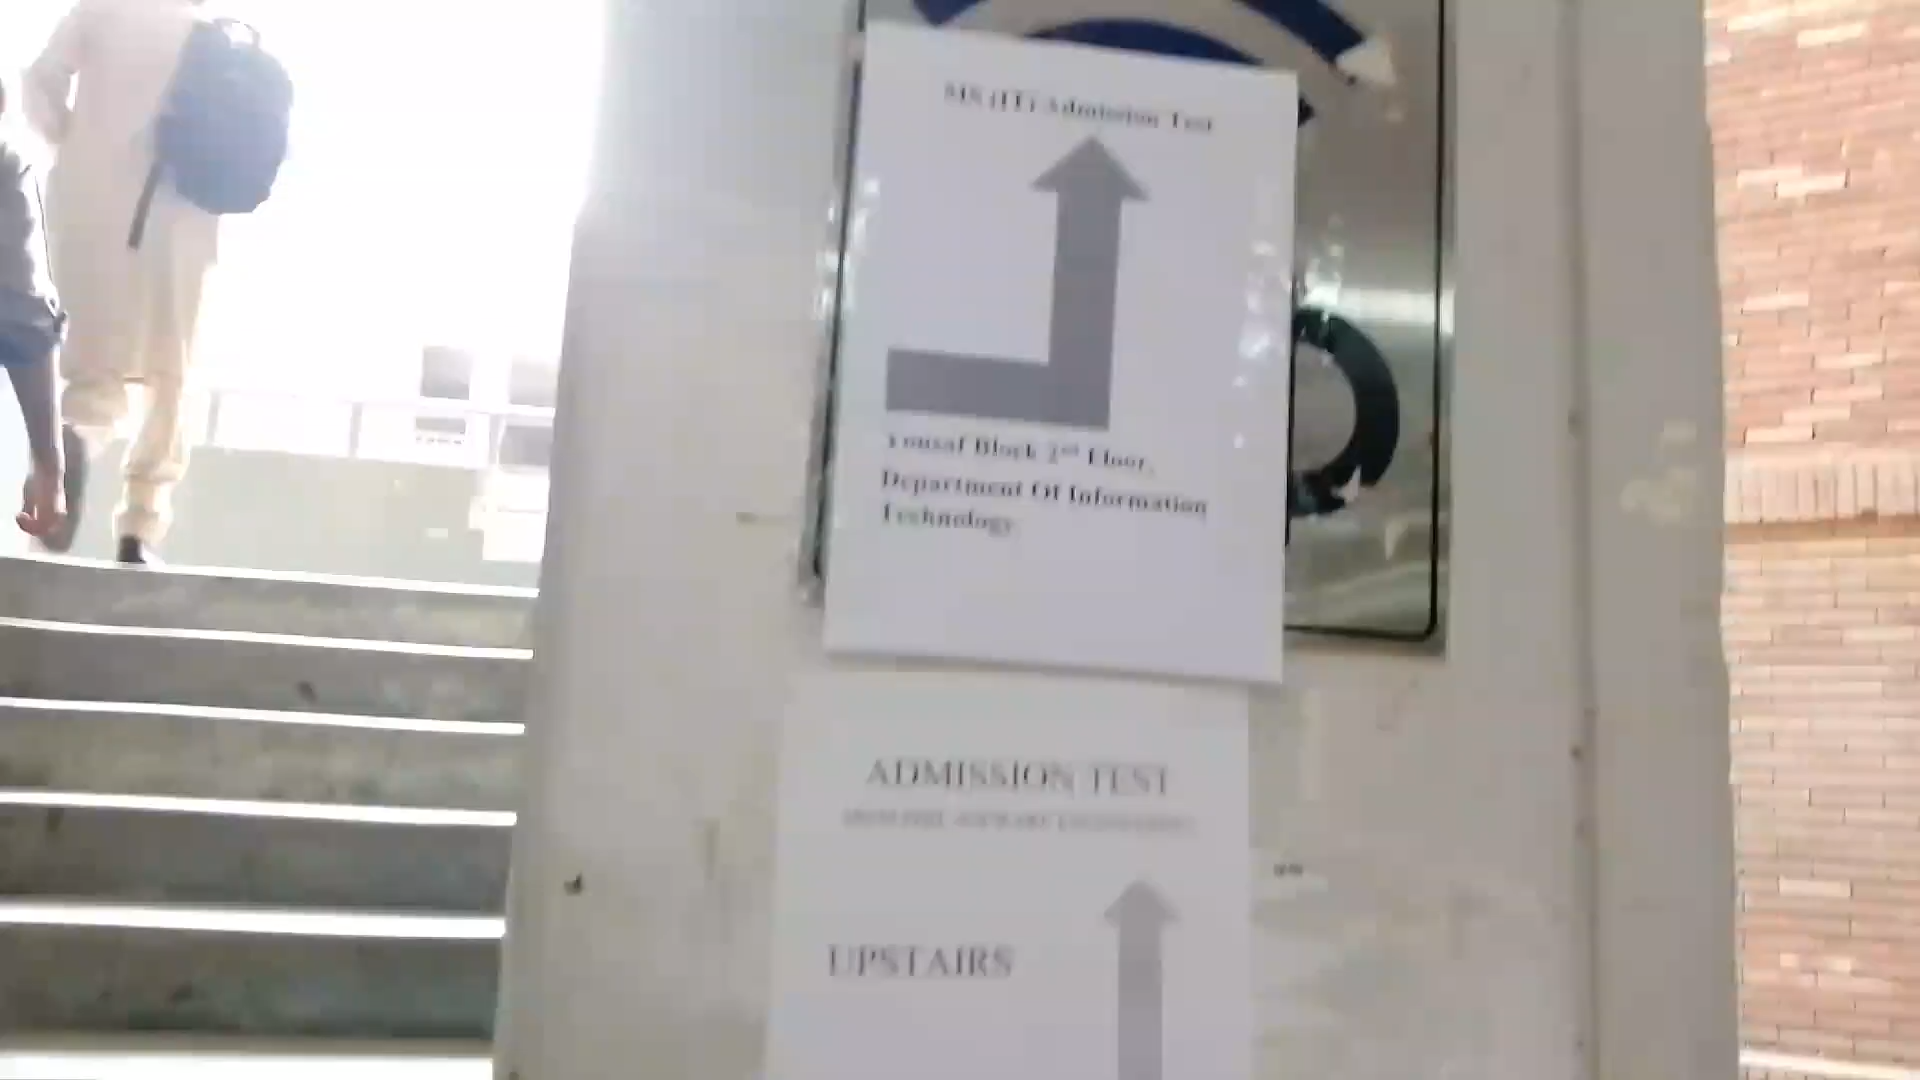 MS (IT) Admission Test
Yousaf Block 2nd Floor,
Department Of Information
Technology
ADMISSION TEST
UPSTAIRS